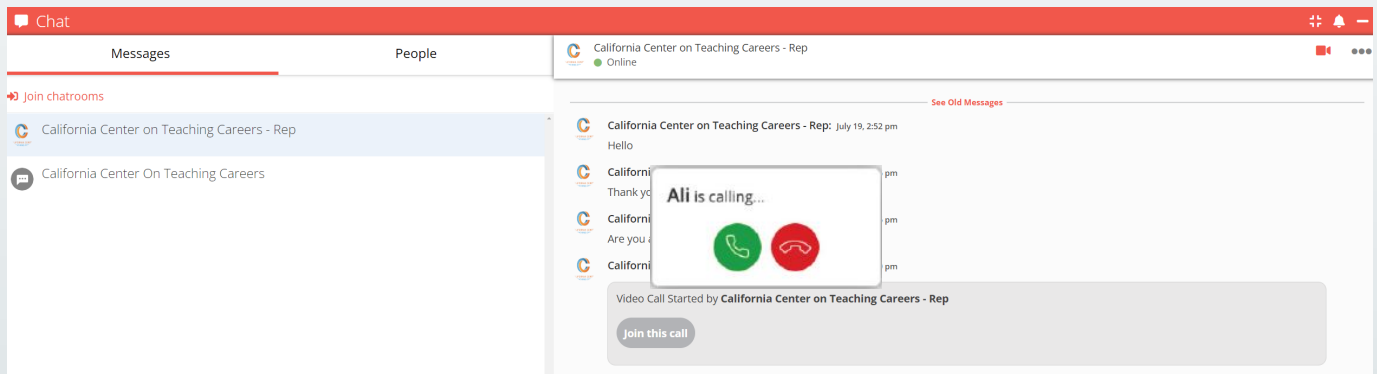 Chat
Messages
People
Join chatrooms
California Center on Teaching Careers - Rep
California Center On Teaching Careers
California Center on Teaching Careers - Rep
Online
See Old Messages
California Center on Teaching Careers - Rep: July 19, 2:52 pm
Hello
Californi
pm
Thank yo
Californi
pm
Are you a
Californi
pm
Ali is calling...
Video Call Started by California Center on Teaching Careers - Rep
Join this call